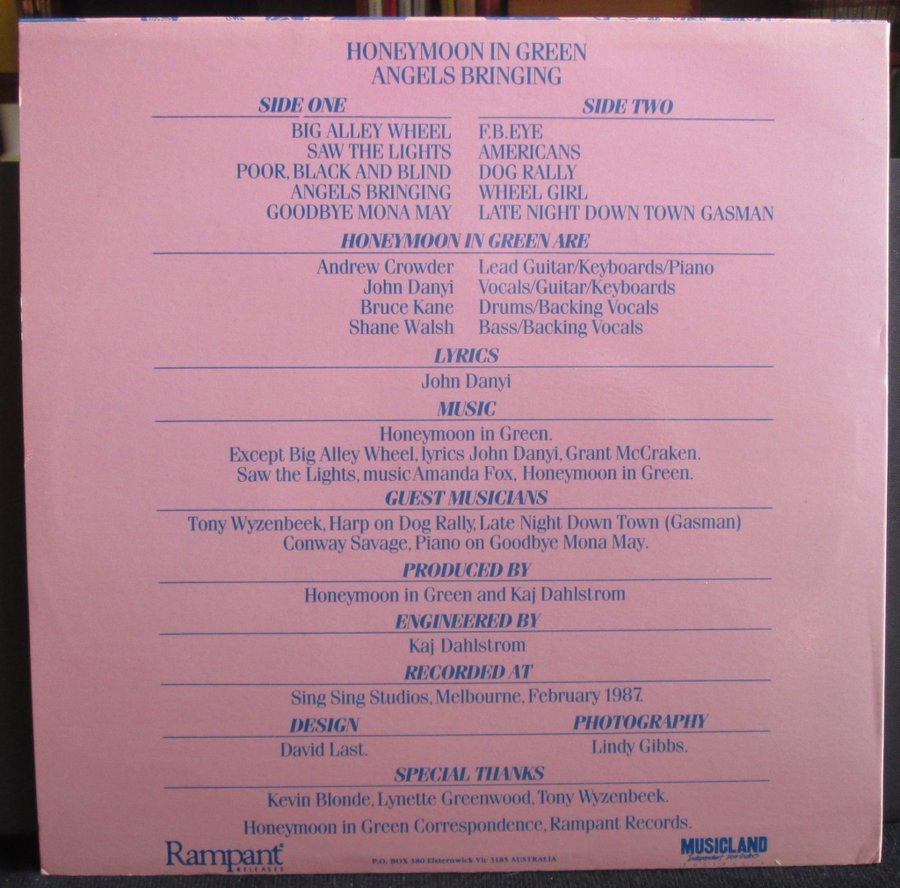 HONEYMOON IN GREEN
ANGELS BRINGING
SIDE ONE
BIG ALLEY WHEEL
SAW THE LIGHTS
POOR, BLACK AND BLIND
ANGELS BRINGING
GOODBYE MONA MAY
SIDE TWO
F.B.EYE
AMERICANS
DOG RALLY
WHEEL GIRL
LATE NIGHT DOWN TOWN GASMAN
HONEYMOON IN GREEN ARE
Andrew Crowder Lead Guitar/Keyboards/Piano
John Danyi Vocals/Guitar/Keyboards
Bruce Kane Drums/Backing Vocals
Shane Walsh Bass/Backing Vocals
LYRICS
John Danyi
MUSIC
Honeymoon in Green.
Except Big Alley Wheel, lyrics John Danyi, Grant McCraken.
Saw the Lights, music Amanda Fox, Honeymoon in Green.
GUEST MUSICIANS
Tony Wyzenbeek, Harp on Dog Rally, Late Night Down Town (Gasman)
Conway Savage, Piano on Goodbye Mona May.
PRODUCED BY
Honeymoon in Green and Kaj Dahlstrom
ENGINEERED BY
Kaj Dahlstrom
RECORDED AT
Sing Sing Studios, Melbourne, February 1987.
DESIGN
David Last.
PHOTOGRAPHY
Lindy Gibbs.
SPECIAL THANKS
Kevin Blonde, Lynette Greenwood, Tony Wyzenbeek.
Honeymoon in Green Correspondence, Rampant Records.
Rampant
RELEASES
P.O. BOX 380 Elsternwick Vic 3185 AUSTRALIA
MUSICLAND